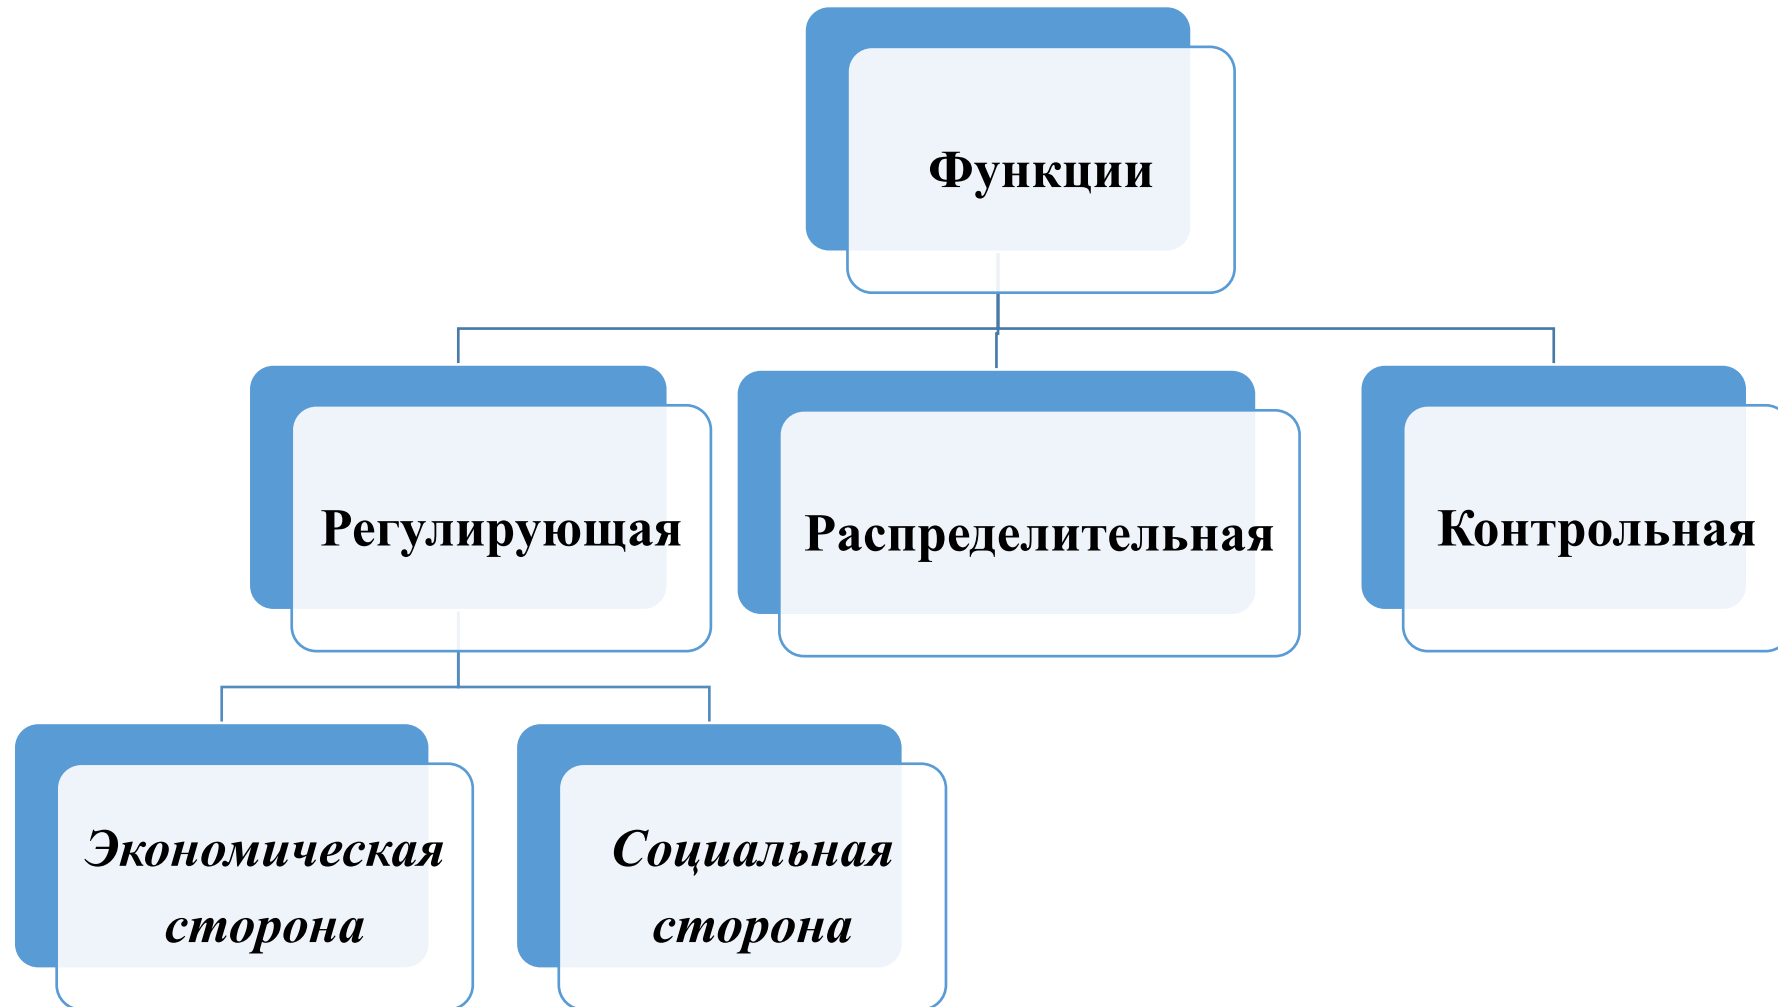 Функции
Регулирующая
Распределительная
Контрольная
Экономическая
сторона
Социальная
сторона